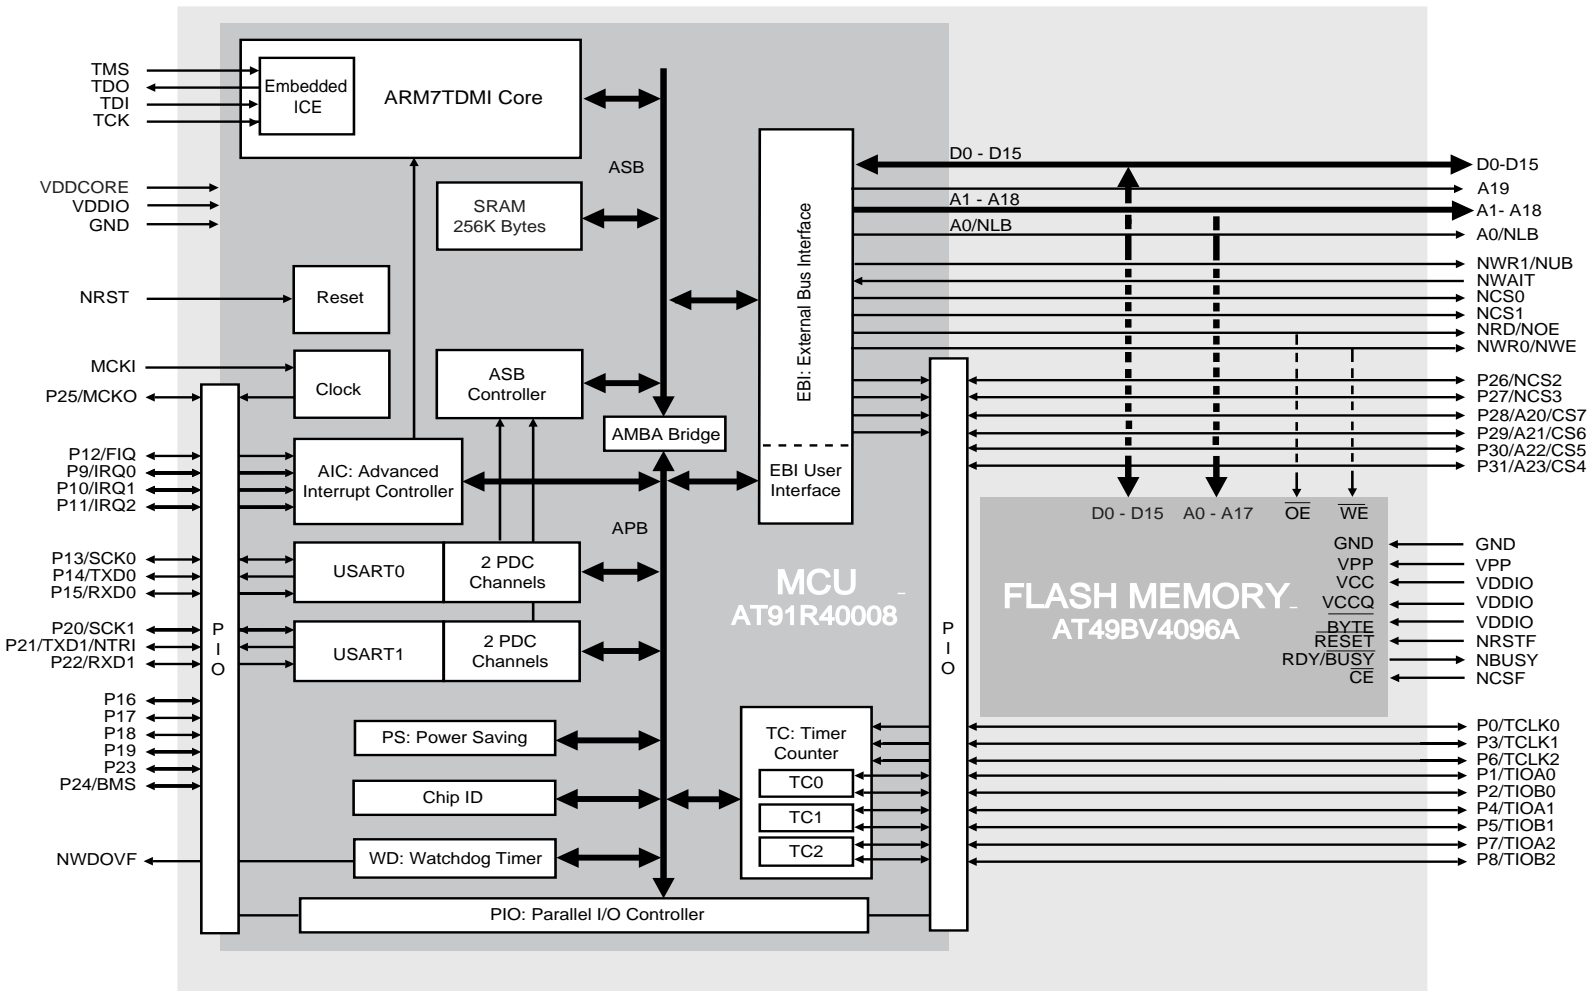 TMS
TDO
TDI
TCK
VDDCORE
VDDIO
GND
NRST
MCKI
P25/MCKO
P12/FIQ
P9/IRQ0
P10/IRQ1
P11/IRQ2
P13/SCK0
P14/TXD0
P15/RXD0
P20/SCK1
P21/TXD1/NTRI
P22/RXD1
P16
P17
P18
P19
P23
P24/BMS
NWDOVF
P
I
O
Embedded
ICE
ARM7TDMI Core
ASB
SRAM
256K Bytes
Reset
Clock
ASB
Controller
AMBA Bridge
AIC: Advanced
Interrupt Controller
APB
USART0
2 PDC
Channels
USART1
2 PDC
Channels
PS: Power Saving
Chip ID
WD: Watchdog Timer
PIO: Parallel I/O Controller
EBI: External Bus Interface
EBI User
Interface
MCU
AT91R40008
TC: Timer
Counter
TC0
TC1
TC2
P
I
O
D0 - D15
A1 - A18
A0/NLB
D0 - D15
A0 - A17
OE
WE
FLASH MEMORY
AT49BV4096A
GND
VPP
VCC
VCCQ
BYTE
RESET
RDY/BUSY
CE
D0-D15
A19
A1- A18
A0/NLB
NWR1/NUB
NWAIT
NCS0
NCS1
NRD/NOE
NWR0/NWE
P26/NCS2
P27/NCS3
P28/A20/CS7
P29/A21/CS6
P30/A22/CS5
P31/A23/CS4
GND
VPP
VDDIO
VDDIO
VDDIO
NRSTF
NBUSY
NCSF
P0/TCLK0
P3/TCLK1
P6/TCLK2
P1/TIOA0
P2/TIOB0
P4/TIOA1
P5/TIOB1
P7/TIOA2
P8/TIOB2